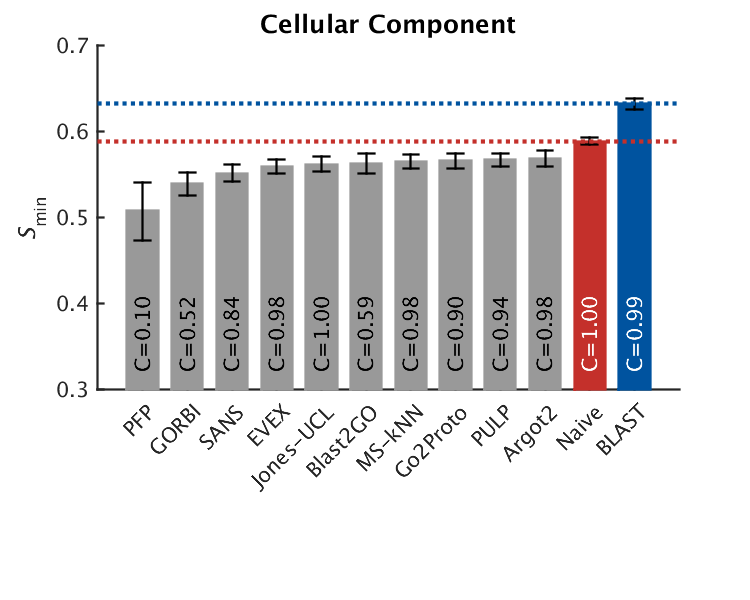 Cellular Component
0.7
0.6
0.5
0.4
0.3
Smin
C=0.10
C=0.52
C=0.84
C=0.98
C=1.00
C=0.59
C=0.98
C=0.90
C=0.94
C=0.98
C=1.00
C=0.99
PFP
GORBI
SANS
EVEX
Jones-UCL
Blast2GO
MS-kNN
Go2Proto
PULP
Argot2
Naive
BLAST